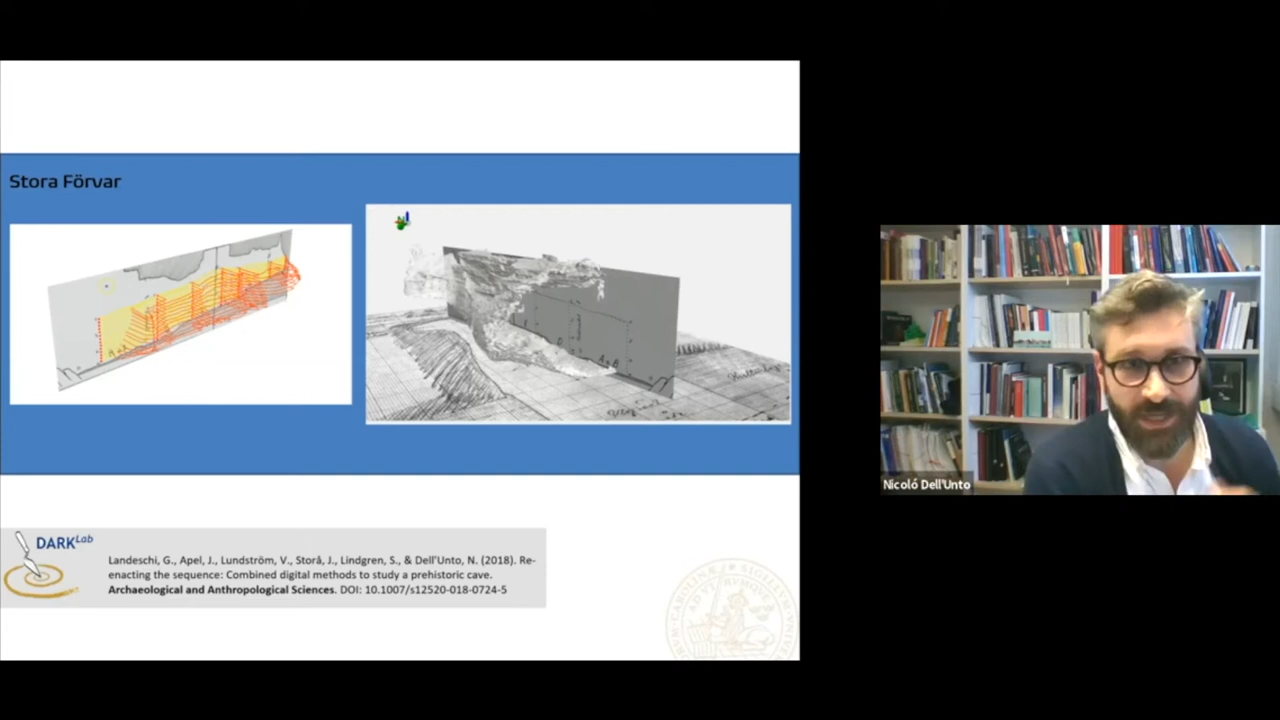 Stora Förvar
A+B
A+B
DARKLab
Landeschi, G., Apel, J., Lundström, V., Storå, J., Lindgren, S., & Dell'Unto, N. (2018). Re-
enacting the sequence: Combined digital methods to study a prehistoric cave.
Archaeological and Anthropological Sciences. DOI: 10.1007/s12520-018-0724-5
Nicoló Dell'Unto